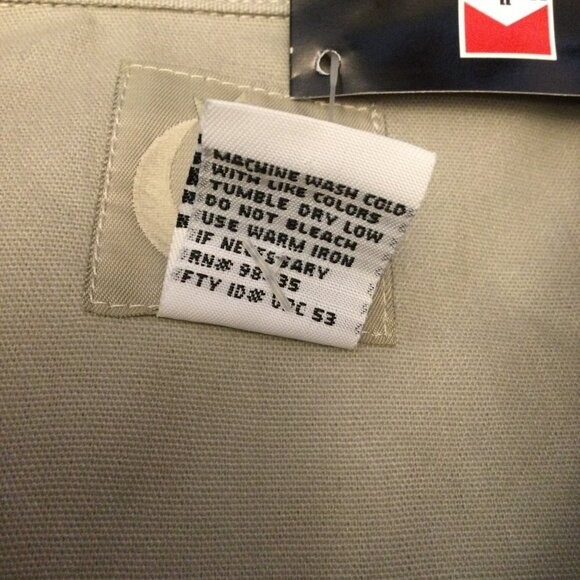 MACHINE WASH COLD
WITH LIKE COLORS
TUMBLE DRY LOW
DO NOT BLEACH
USE WARM IRON
IF NECESSARY
RN#
FTY ID# 53